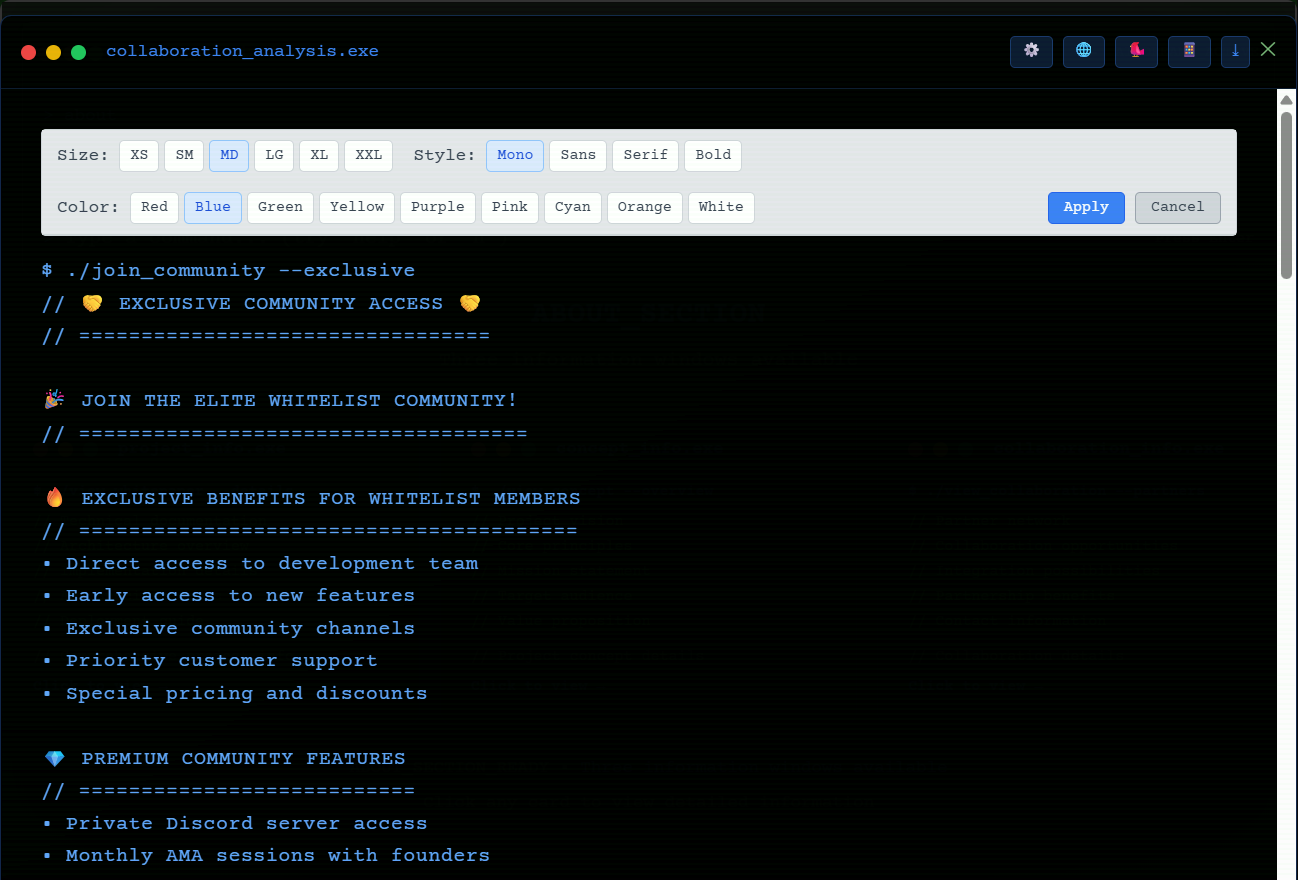 collaboration_analysis.exe
Size: XS SM MD LG XL XXL Style: Mono Sans Serif Bold
Color: Red Blue Green Yellow Purple Pink Cyan Orange White Apply Cancel
$ ./join_community --exclusive
// 🤝 EXCLUSIVE COMMUNITY ACCESS 🤝
// =================================
🎉 JOIN THE ELITE WHITELIST COMMUNITY!
// ====================================
🔥 EXCLUSIVE BENEFITS FOR WHITELIST MEMBERS
// ========================================
▪ Direct access to development team
▪ Early access to new features
▪ Exclusive community channels
▪ Priority customer support
▪ Special pricing and discounts
💎 PREMIUM COMMUNITY FEATURES
// ===========================
▪ Private Discord server access
▪ Monthly AMA sessions with founders